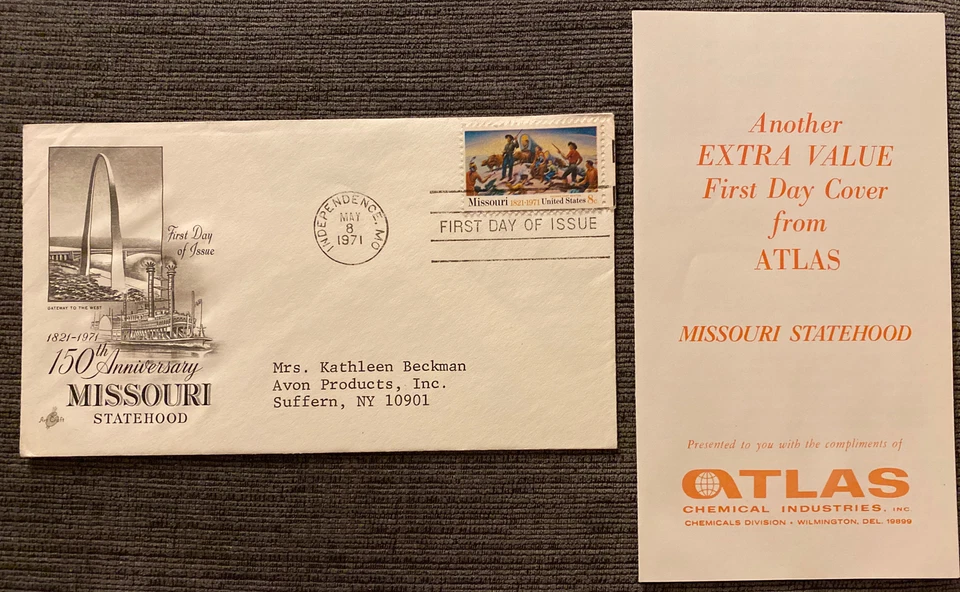 First Day
of Issue
GATEWAY TO THE WEST
1821-1971
150th Anniversary
MISSOURI
STATEHOOD
ArtCraft
INDEPENDENCE, MO
MAY
8
1971
Missouri 1821-1971 United States 8c
FIRST DAY OF ISSUE
Mrs. Kathleen Beckman
Avon Products, Inc.
Suffern, NY 10901
Another
EXTRA VALUE
First Day Cover
from
ATLAS
MISSOURI STATEHOOD
Presented to you with the compliments of
ATLAS
CHEMICAL INDUSTRIES, INC.
CHEMICALS DIVISION • WILMINGTON, DEL. 19899